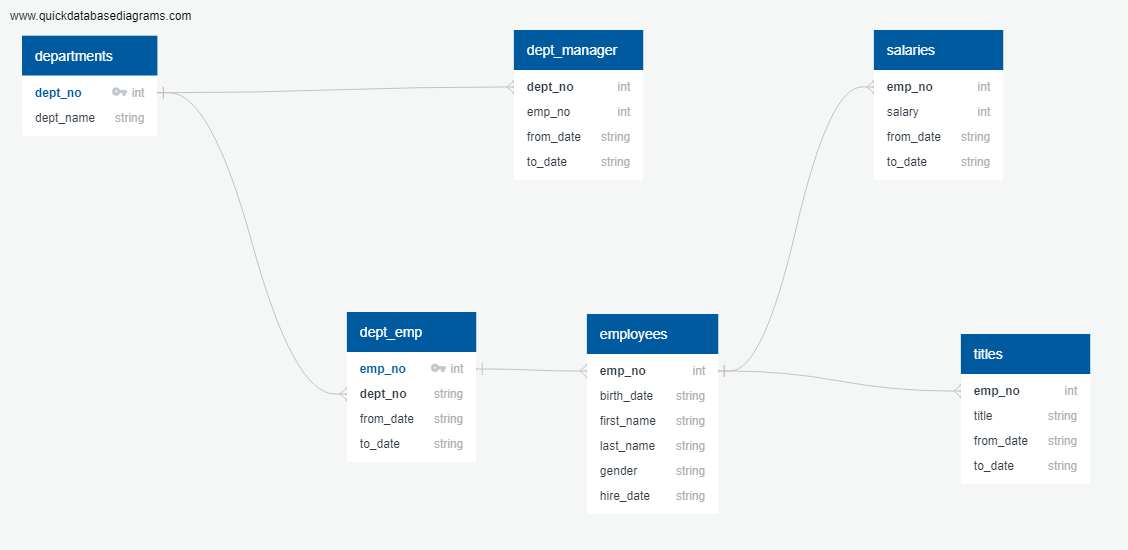 www.quickdatabasediagrams.com
departments
dept_no int
dept_name string
dept_manager
dept_no int
emp_no int
from_date string
to_date string
salaries
emp_no int
salary int
from_date string
to_date string
dept_emp
emp_no int
dept_no string
from_date string
to_date string
employees
emp_no int
birth_date string
first_name string
last_name string
gender string
hire_date string
titles
emp_no int
title string
from_date string
to_date string